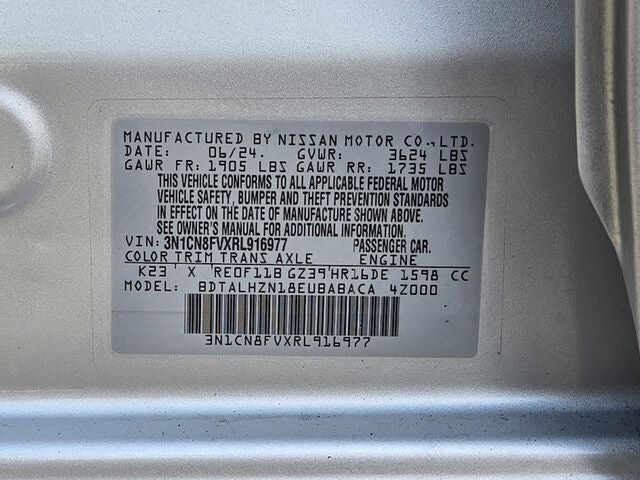 MANUFACTURED BY NISSAN MOTOR CO., LTD.
DATE: 06/24. GVWR: 3624 LBS
GAWR FR: 1905 LBS GAWR RR: 1735 LBS
THIS VEHICLE CONFORMS TO ALL APPLICABLE FEDERAL MOTOR
VEHICLE SAFETY, BUMPER AND THEFT PREVENTION STANDARDS
IN EFFECT ON THE DATE OF MANUFACTURE SHOWN ABOVE.
SEE OWNER'S MANUAL FOR ADDITIONAL INFORMATION.
VIN: 3N1CN8FVXRL916977 PASSENGER CAR.
COLOR TRIM TRANS AXLE ENGINE
K23 X RE0F11B GZ39 HR16DE 1598 CC
MODEL: BDTALHZN18EUBABACA 4Z000
3N1CN8FVXRL916977